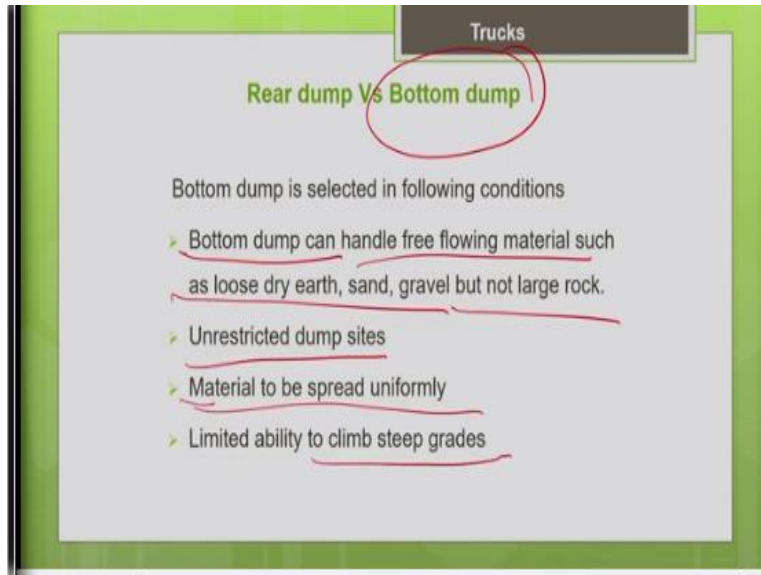 Trucks
Rear dump Vs Bottom dump
Bottom dump is selected in following conditions
Bottom dump can handle free flowing material such
as loose dry earth, sand, gravel but not large rock.
Unrestricted dump sites
Material to be spread uniformly
Limited ability to climb steep grades